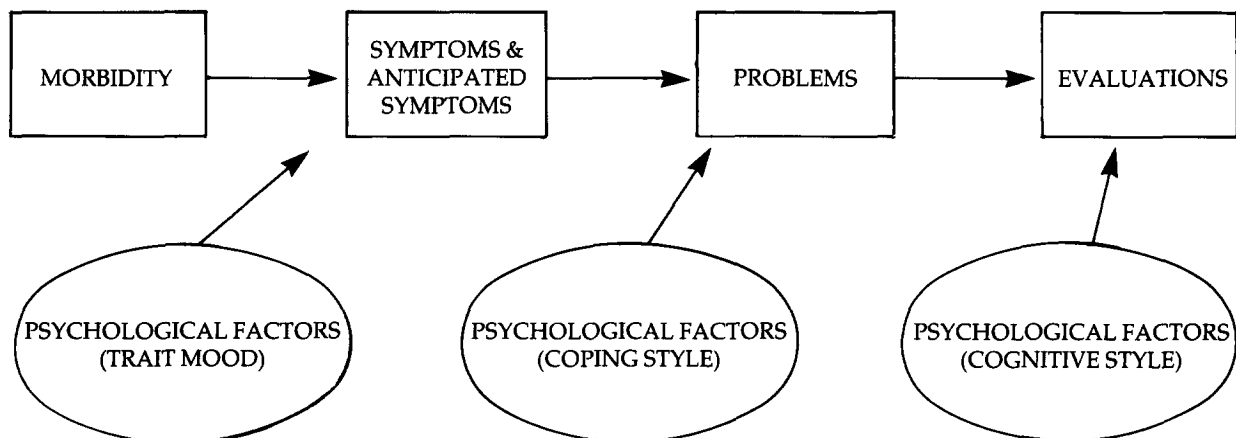 MORBIDITY
SYMPTOMS &
ANTICIPATED
SYMPTOMS
PROBLEMS
EVALUATIONS
PSYCHOLOGICAL FACTORS
(TRAIT MOOD)
PSYCHOLOGICAL FACTORS
(COPING STYLE)
PSYCHOLOGICAL FACTORS
(COGNITIVE STYLE)